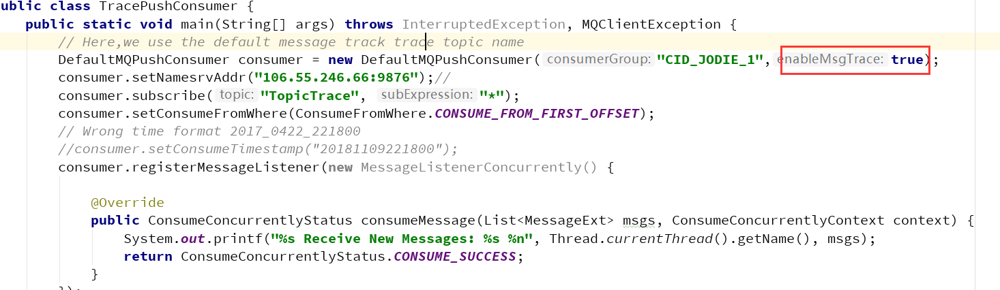 ublic class TracePushConsumer {
public static void main(String[] args) throws InterruptedException, MQClientException {
// Here,we use the default message track trace topic name
DefaultMQPushConsumer consumer = new DefaultMQPushConsumer( consumerGroup: "CID_JODIE_1", enableMsgTrace: true);
consumer.setNamesrvAddr("106.55.246.66:9876");//
consumer.subscribe( topic: "TopicTrace", subExpression: "*");
consumer.setConsumeFromWhere(ConsumeFromWhere.CONSUME_FROM_FIRST_OFFSET);
// Wrong time format 2017_0422_221800
//consumer.setConsumeTimestamp("20181109221800");
consumer.registerMessageListener(new MessageListenerConcurrently() {
@Override
public ConsumeConcurrentlyStatus consumeMessage(List<MessageExt> msgs, ConsumeConcurrentlyContext context) {
System.out.printf("%s Receive New Messages: %s %n", Thread.currentThread().getName(), msgs);
return ConsumeConcurrentlyStatus.CONSUME_SUCCESS;
}
});